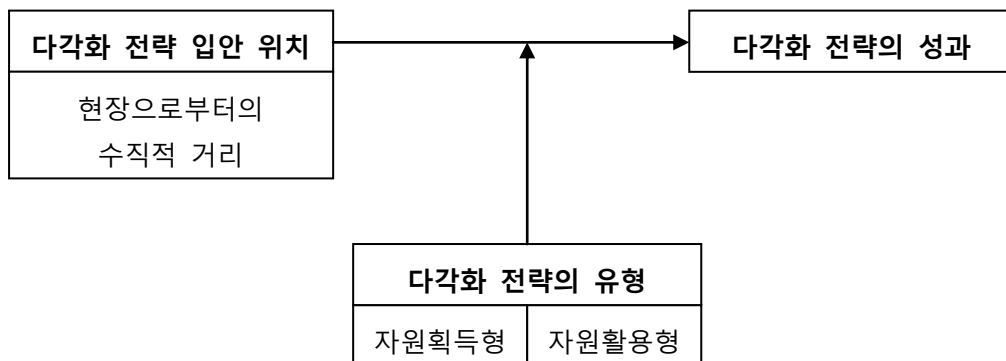 다각화 전략 입안 위치
다각화 전략의 성과
현장으로부터의
수직적 거리
다각화 전략의 유형
자원획득형
자원활용형